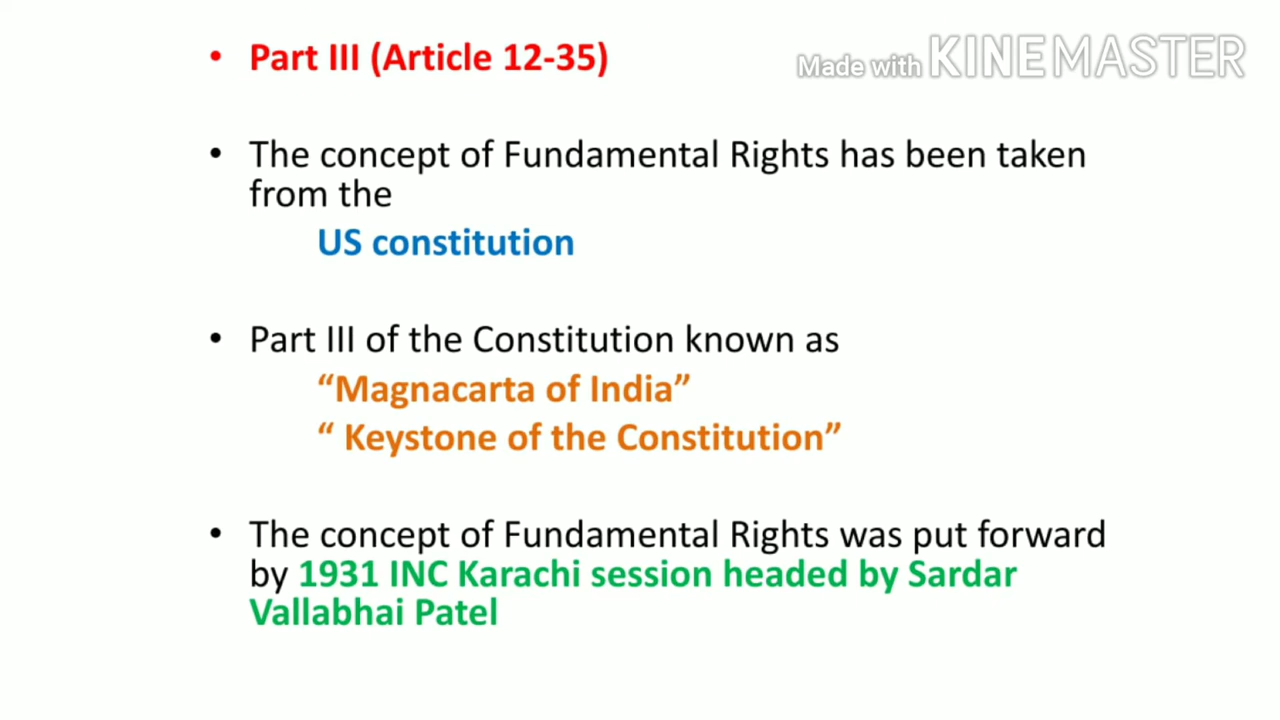 • Part III (Article 12-35)
Made with KINEMASTER
• The concept of Fundamental Rights has been taken
from the
US constitution
• Part III of the Constitution known as
“Magnacarta of India”
“ Keystone of the Constitution”
• The concept of Fundamental Rights was put forward
by 1931 INC Karachi session headed by Sardar
Vallabhai Patel